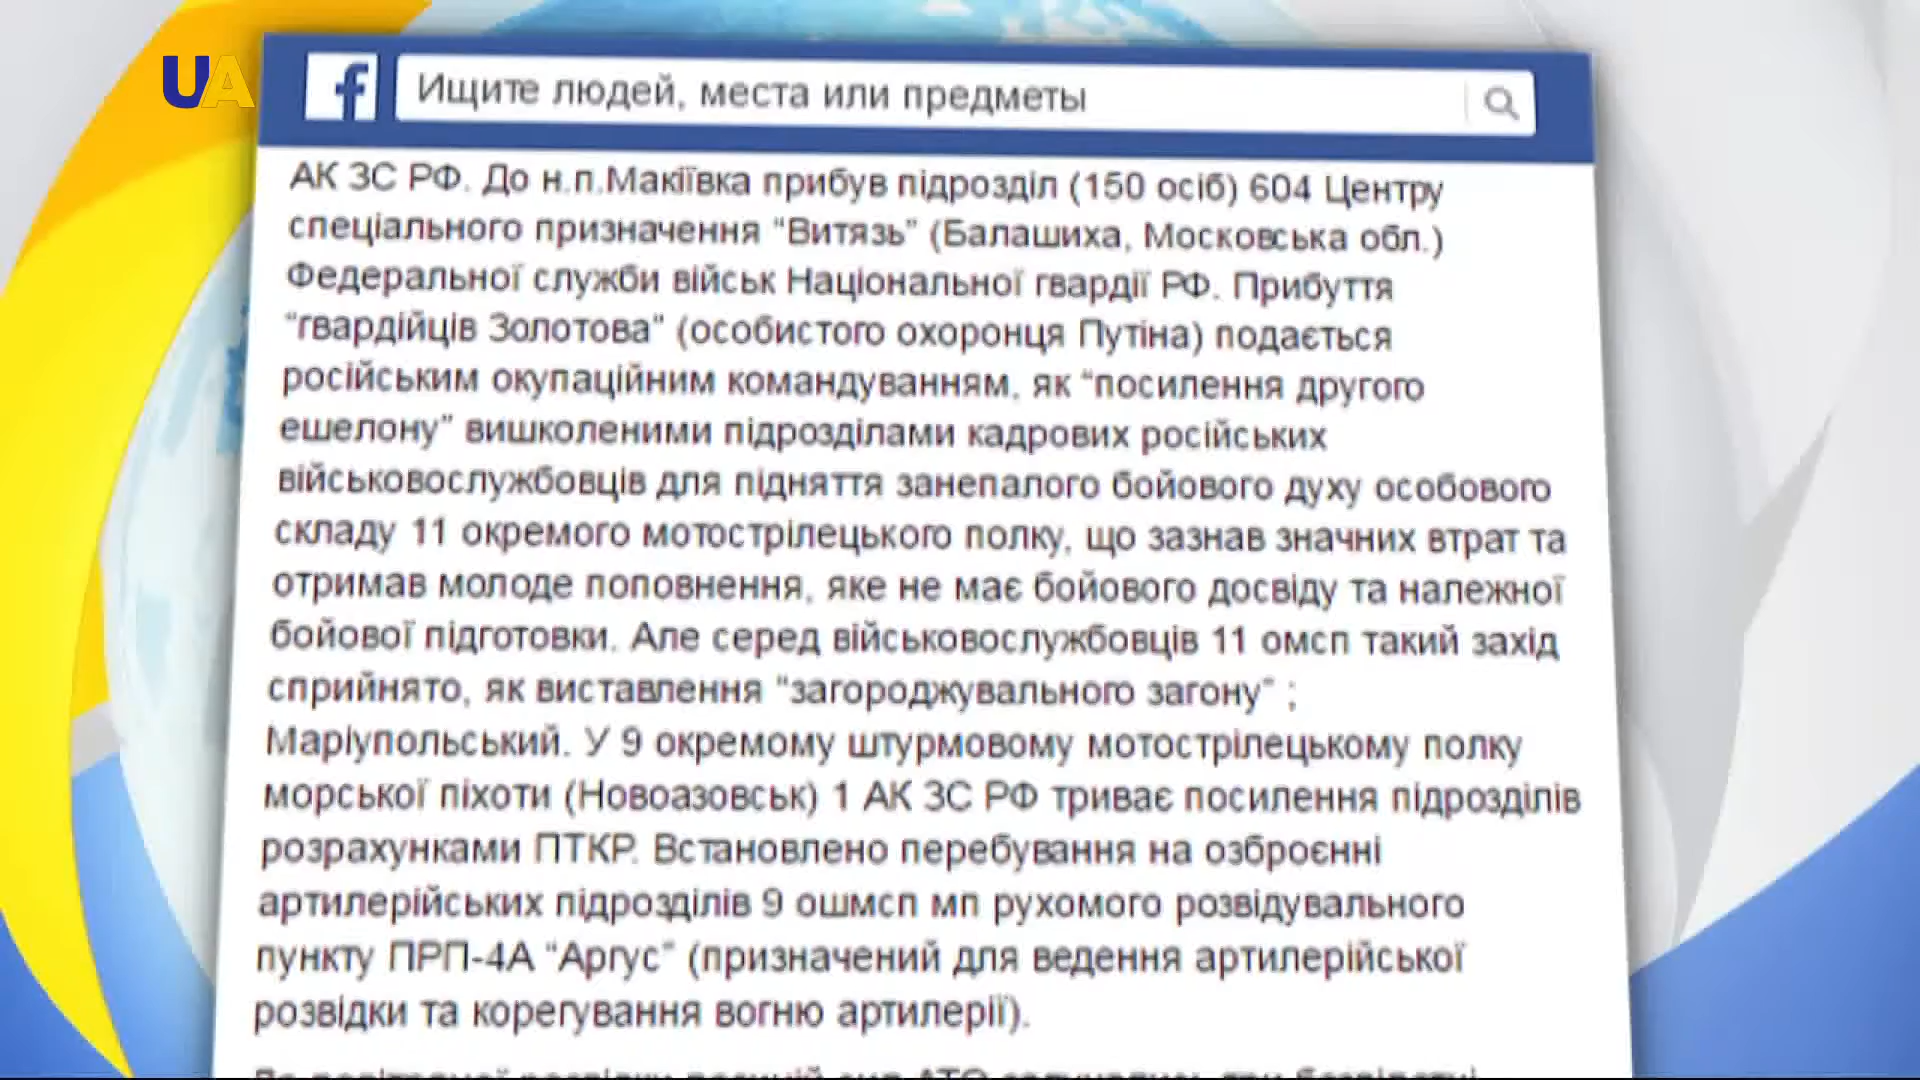 UA
f
Ищите людей, места или предметы
АК ЗС РФ. До н.п.Макіївка прибув підрозділ (150 осіб) 604 Центру
спеціального призначення “Витязь” (Балашиха, Московська обл.)
Федеральної служби військ Національної гвардії РФ. Прибуття
“гвардійців Золотова” (особистого охоронця Путіна) подається
російським окупаційним командуванням, як “посилення другого
ешелону” вишколеними підрозділами кадрових російських
військовослужбовців для підняття занепалого бойового духу особового
складу 11 окремого мотострілецького полку, що зазнав значних втрат та
отримав молоде поповнення, яке не має бойового досвіду та належної
бойової підготовки. Але серед військовослужбовців 11 омсп такий захід
сприйнято, як виставлення “загороджувального загону” ;
Маріупольський. У 9 окремому штурмовому мотострілецькому полку
морської піхоти (Новоазовськ) 1 АК ЗС РФ триває посилення підрозділів
розрахунками ПТКР. Встановлено перебування на озброєнні
артилерійських підрозділів 9 ошмсп мп рухомого розвідувального
пункту ПРП-4А “Аргус” (призначений для ведення артилерійської
розвідки та корегування вогню артилерії).